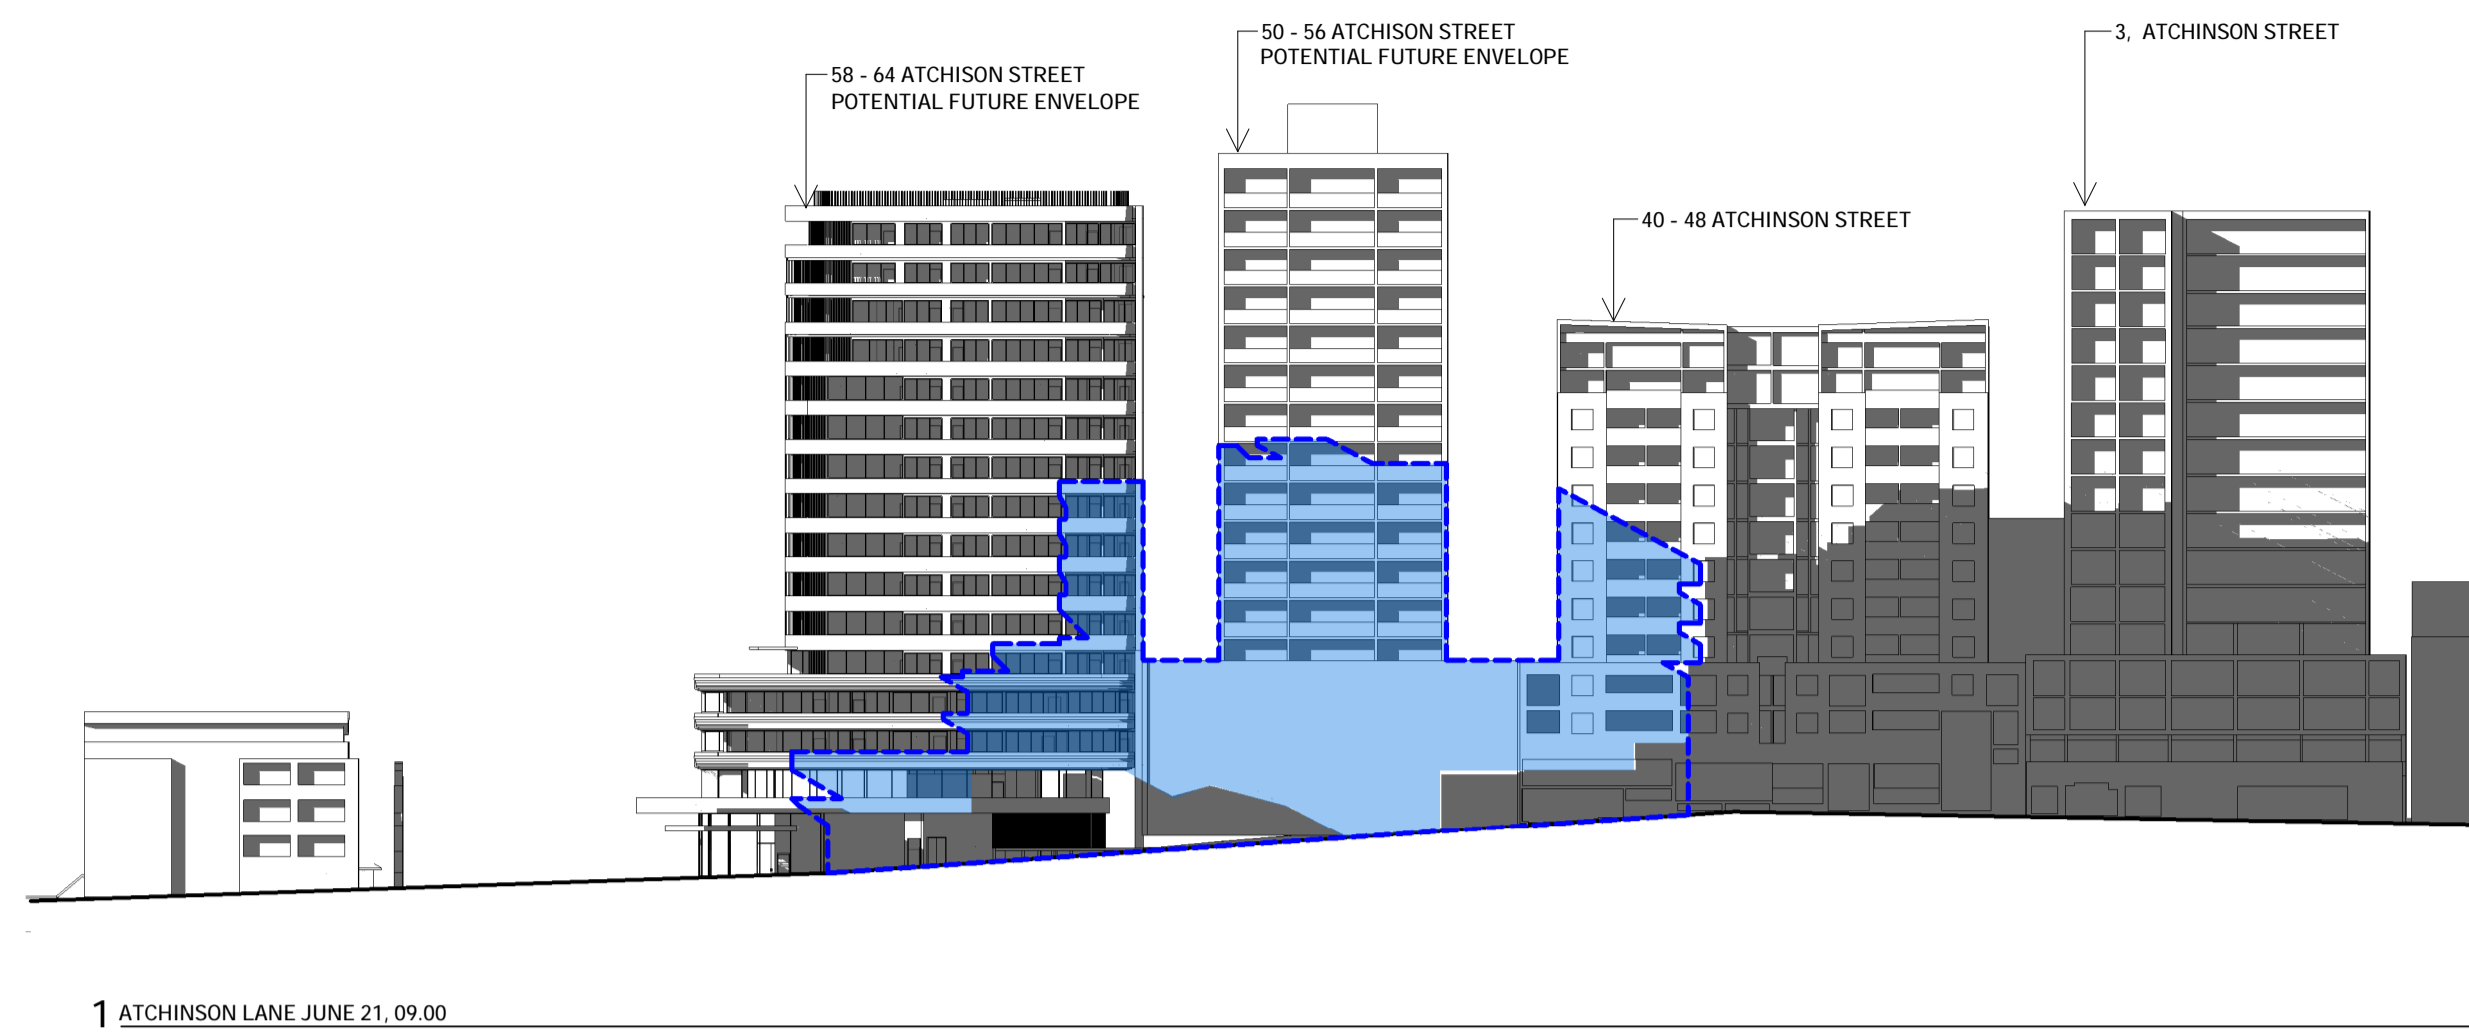 50 - 56 ATCHISON STREET
POTENTIAL FUTURE ENVELOPE
3, ATCHINSON STREET
58 - 64 ATCHISON STREET
POTENTIAL FUTURE ENVELOPE
40 - 48 ATCHINSON STREET
1 ATCHINSON LANE JUNE 21, 09.00